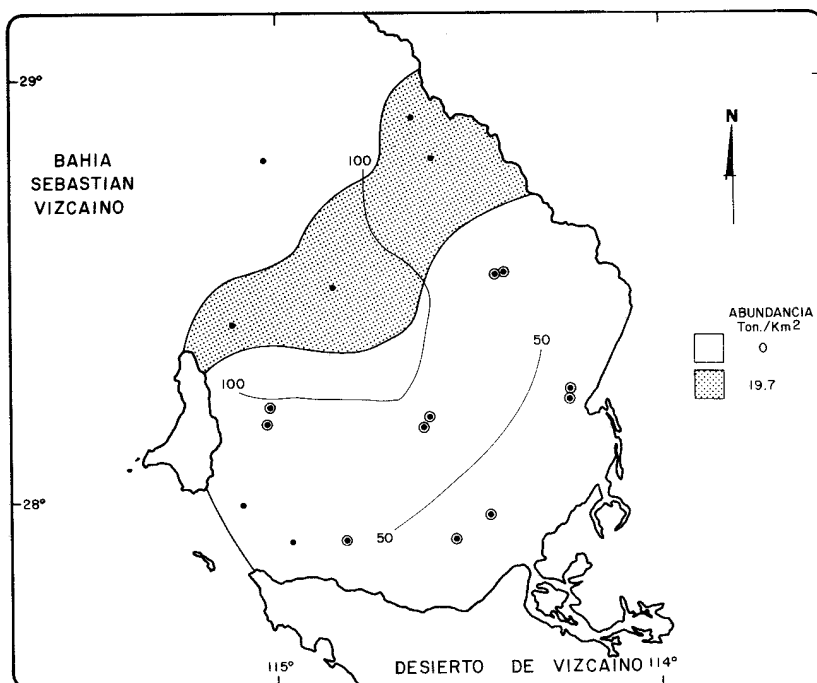 29°
BAHIA
SEBASTIAN
VIZCAINO
100
N
ABUNDANCIA
Ton./Km2
0
19.7
50
100
28°
50
115°
DESIERTO DE VIZCAINO
114°